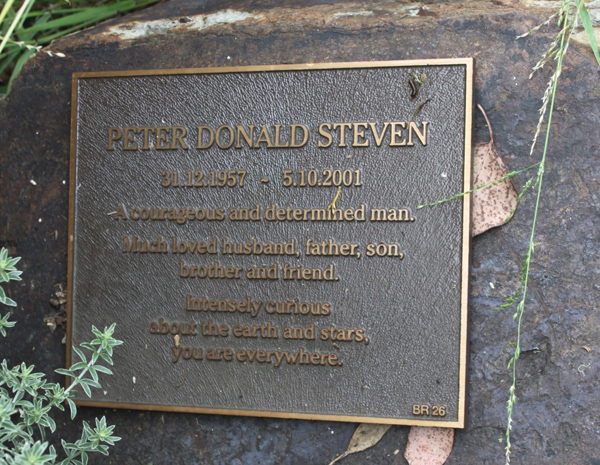 PETER DONALD STEVEN
31.12.1957 - 5.10.2001
A courageous and determined man.
Much loved husband, father, son,
brother and friend.
Intensely curious
about the earth and stars,
you are everywhere.
BR 26